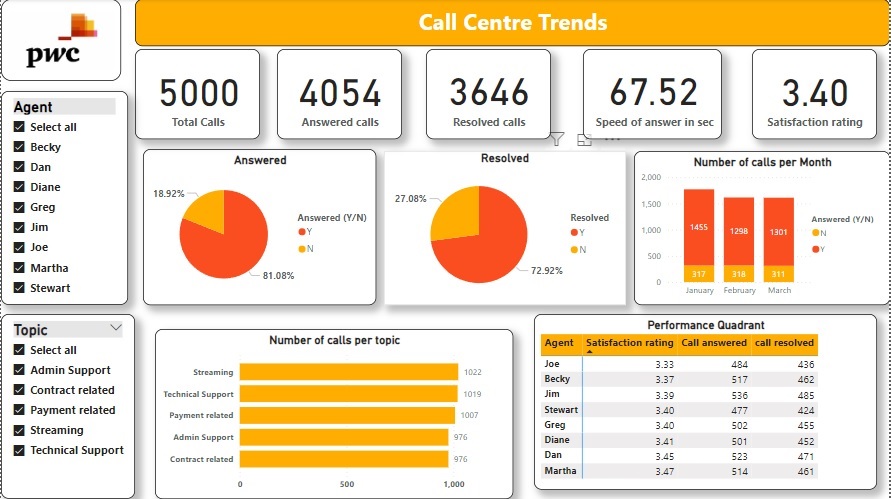 pwc
Call Centre Trends
5000
Total Calls
4054
Answered calls
3646
Resolved calls
67.52
Speed of answer in sec
3.40
Satisfaction rating
Agent
Select all
Becky
Dan
Diane
Greg
Jim
Joe
Martha
Stewart
Answered
18.92%
81.08%
Answered (Y/N)
Y
N
Resolved
27.08%
72.92%
Resolved
Y
N
Number of calls per Month
2,000
1,500
1,000
500
0
1455
1298
1301
317
318
311
January February March
Answered (Y/N)
N
Y
Topic
Select all
Admin Support
Contract related
Payment related
Streaming
Technical Support
Number of calls per topic
Streaming 1022
Technical Support 1019
Payment related 1007
Admin Support 976
Contract related 976
0 500 1,000
Performance Quadrant
Agent Satisfaction rating Call answered call resolved
Joe 3.33 484 436
Becky 3.37 517 462
Jim 3.39 536 485
Stewart 3.40 477 424
Greg 3.40 502 455
Diane 3.41 501 452
Dan 3.45 523 471
Martha 3.47 514 461